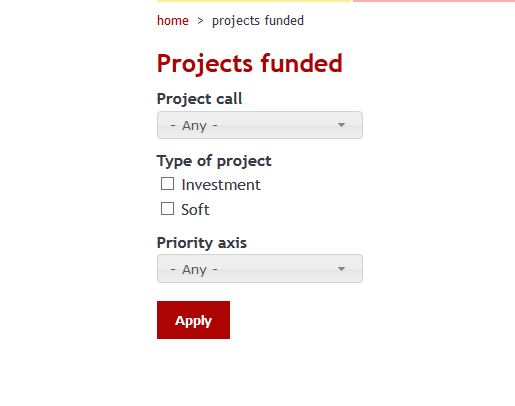 home > projects funded
Projects funded
Project call
- Any -
Type of project
Investment
Soft
Priority axis
- Any -
Apply